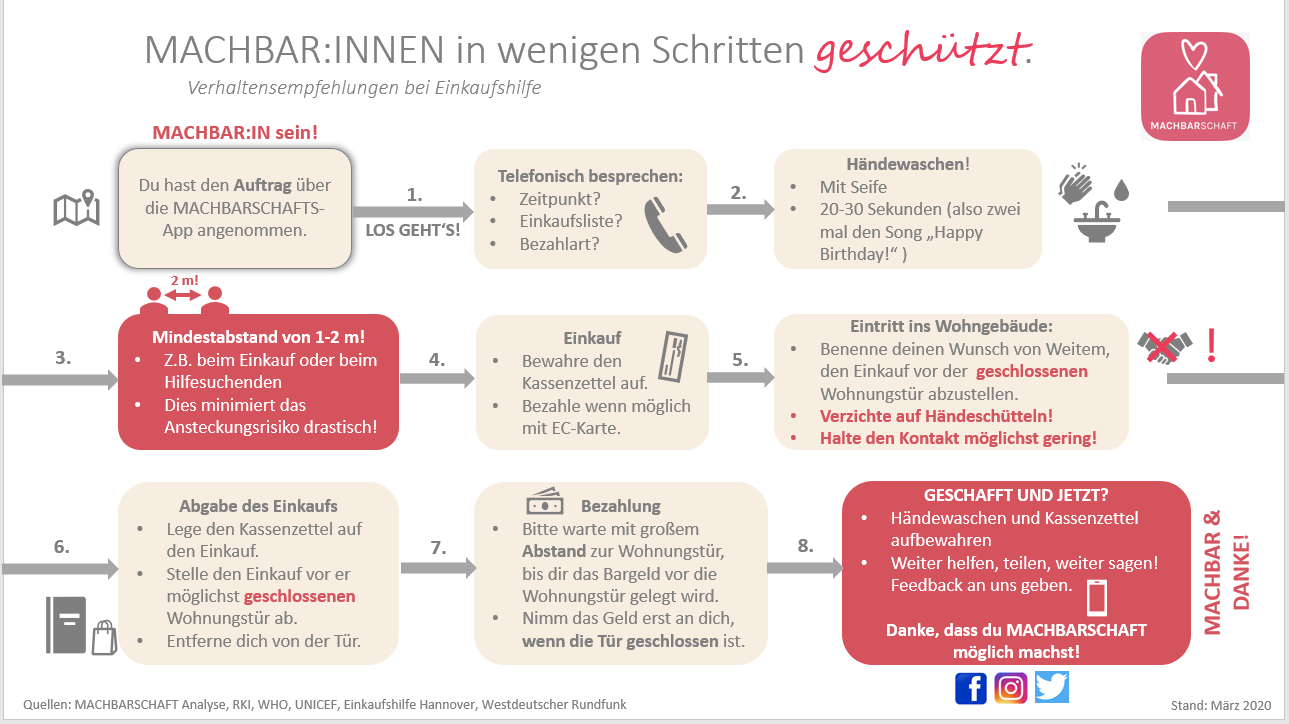 MACHBAR:INNEN in wenigen Schritten geschützt.
Verhaltensempfehlungen bei Einkaufshilfe
MACHBARSCHAFT
MACHBAR:IN sein!
Du hast den Auftrag über
die MACHBARSCHAFTS-
App angenommen.
1.
LOS GEHT'S!
Telefonisch besprechen:
• Zeitpunkt?
• Einkaufsliste?
• Bezahlart?
2.
Händewaschen!
• Mit Seife
• 20-30 Sekunden (also zwei
mal den Song „Happy
Birthday!“ )
3.
2 m!
Mindestabstand von 1-2 m!
• Z.B. beim Einkauf oder beim
Hilfesuchenden
• Dies minimiert das
Ansteckungsrisiko drastisch!
4.
Einkauf
• Bewahre den
Kassenzettel auf.
• Bezahle wenn möglich
mit EC-Karte.
5.
Eintritt ins Wohngebäude:
• Benenne deinen Wunsch von Weitem,
den Einkauf vor der geschlossenen
Wohnungstür abzustellen.
• Verzichte auf Händeschütteln!
• Halte den Kontakt möglichst gering!
!
6.
Abgabe des Einkaufs
• Lege den Kassenzettel auf
den Einkauf.
• Stelle den Einkauf vor er
möglichst geschlossenen
Wohnungstür ab.
• Entferne dich von der Tür.
7.
Bezahlung
• Bitte warte mit großem
Abstand zur Wohnungstür,
bis dir das Bargeld vor die
Wohnungstür gelegt wird.
• Nimm das Geld erst an dich,
wenn die Tür geschlossen ist.
8.
GESCHAFFT UND JETZT?
• Händewaschen und Kassenzettel
aufbewahren
• Weiter helfen, teilen, weiter sagen!
Feedback an uns geben.
Danke, dass du MACHBARSCHAFT
möglich machst!
MACHBAR &
DANKE!
Quellen: MACHBARSCHAFT Analyse, RKI, WHO, UNICEF, Einkaufshilfe Hannover, Westdeutscher Rundfunk
Stand: März 2020